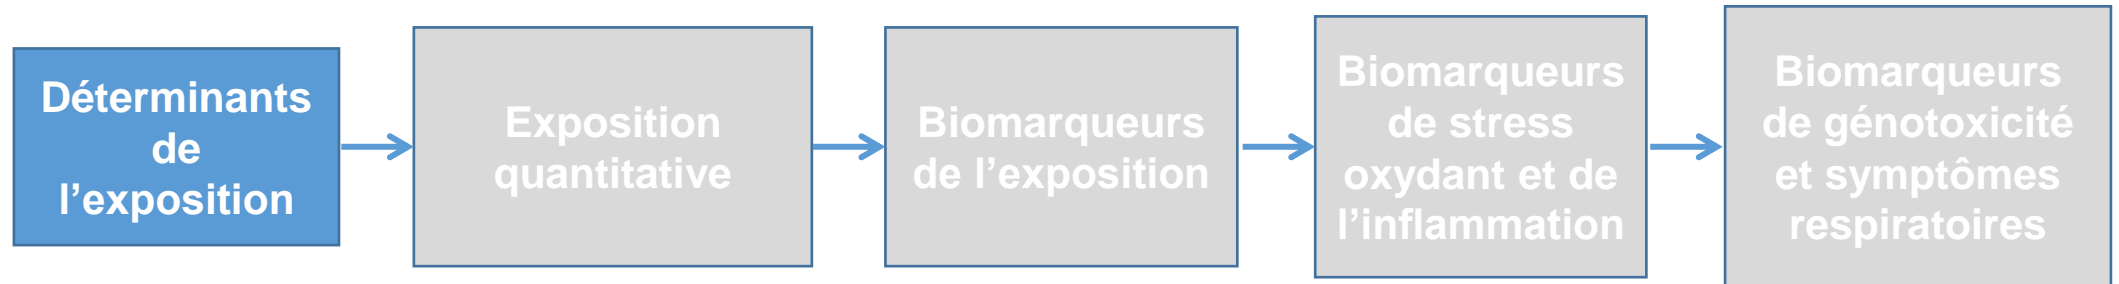 Déterminants
de
l’exposition
Exposition
quantitative
Biomarqueurs
de l’exposition
Biomarqueurs
de stress
oxydant et de
l’inflammation
Biomarqueurs
de génotoxicité
et symptômes
respiratoires